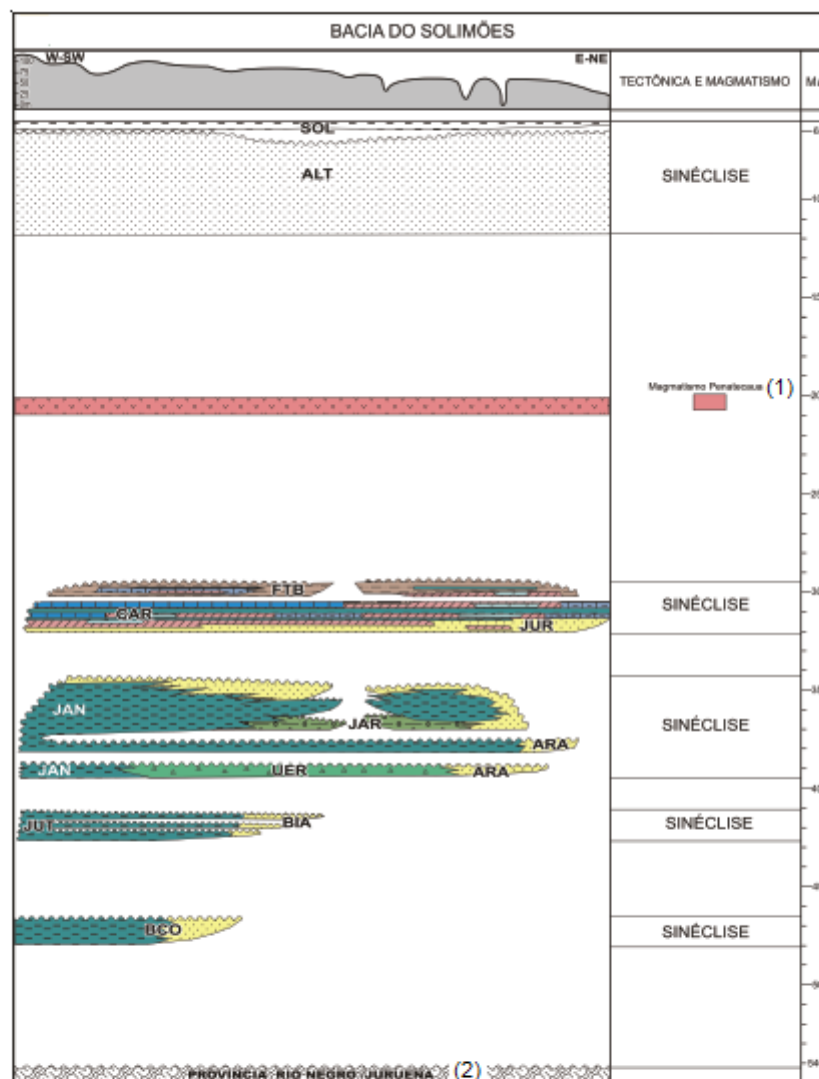 BACIA DO SOLIMÕES
W-SW
E-NE
TECTÔNICA E MAGMATISMO
SOL
ALT
SINÉCLISE
Magmatismo Penatecaua (1)
FTB
CAR
JUR
SINÉCLISE
JAN
JAR
SINÉCLISE
ARA
JAN
UER
ARA
JUT
BIA
SINÉCLISE
BCO
SINÉCLISE
PROVÍNCIA RIO NEGRO JURUENA (2)